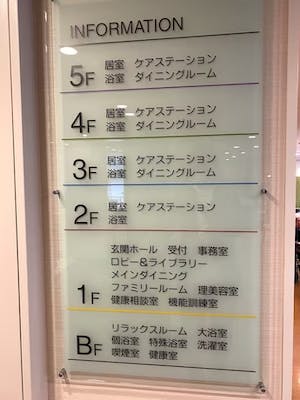 INFORMATION
5F 居室 ケアステーション
浴室 ダイニングルーム
4F 居室 ケアステーション
浴室 ダイニングルーム
3F 居室 ケアステーション
浴室 ダイニングルーム
2F 居室 ケアステーション
浴室
玄関ホール 受付 事務室
ロビー&ライブラリー
メインダイニング
1F ファミリールーム 理美容室
健康相談室 機能訓練室
リラックスルーム 大浴室
BF 個浴室 特殊浴室 洗濯室
喫煙室 健康室